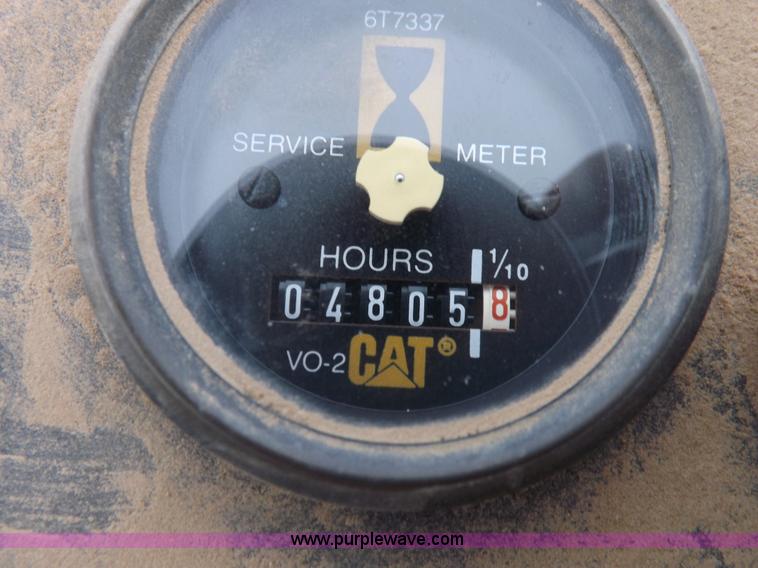 6T7337
SERVICE METER
HOURS 1/10
048058
VO-2 CAT®
www.purplewave.com